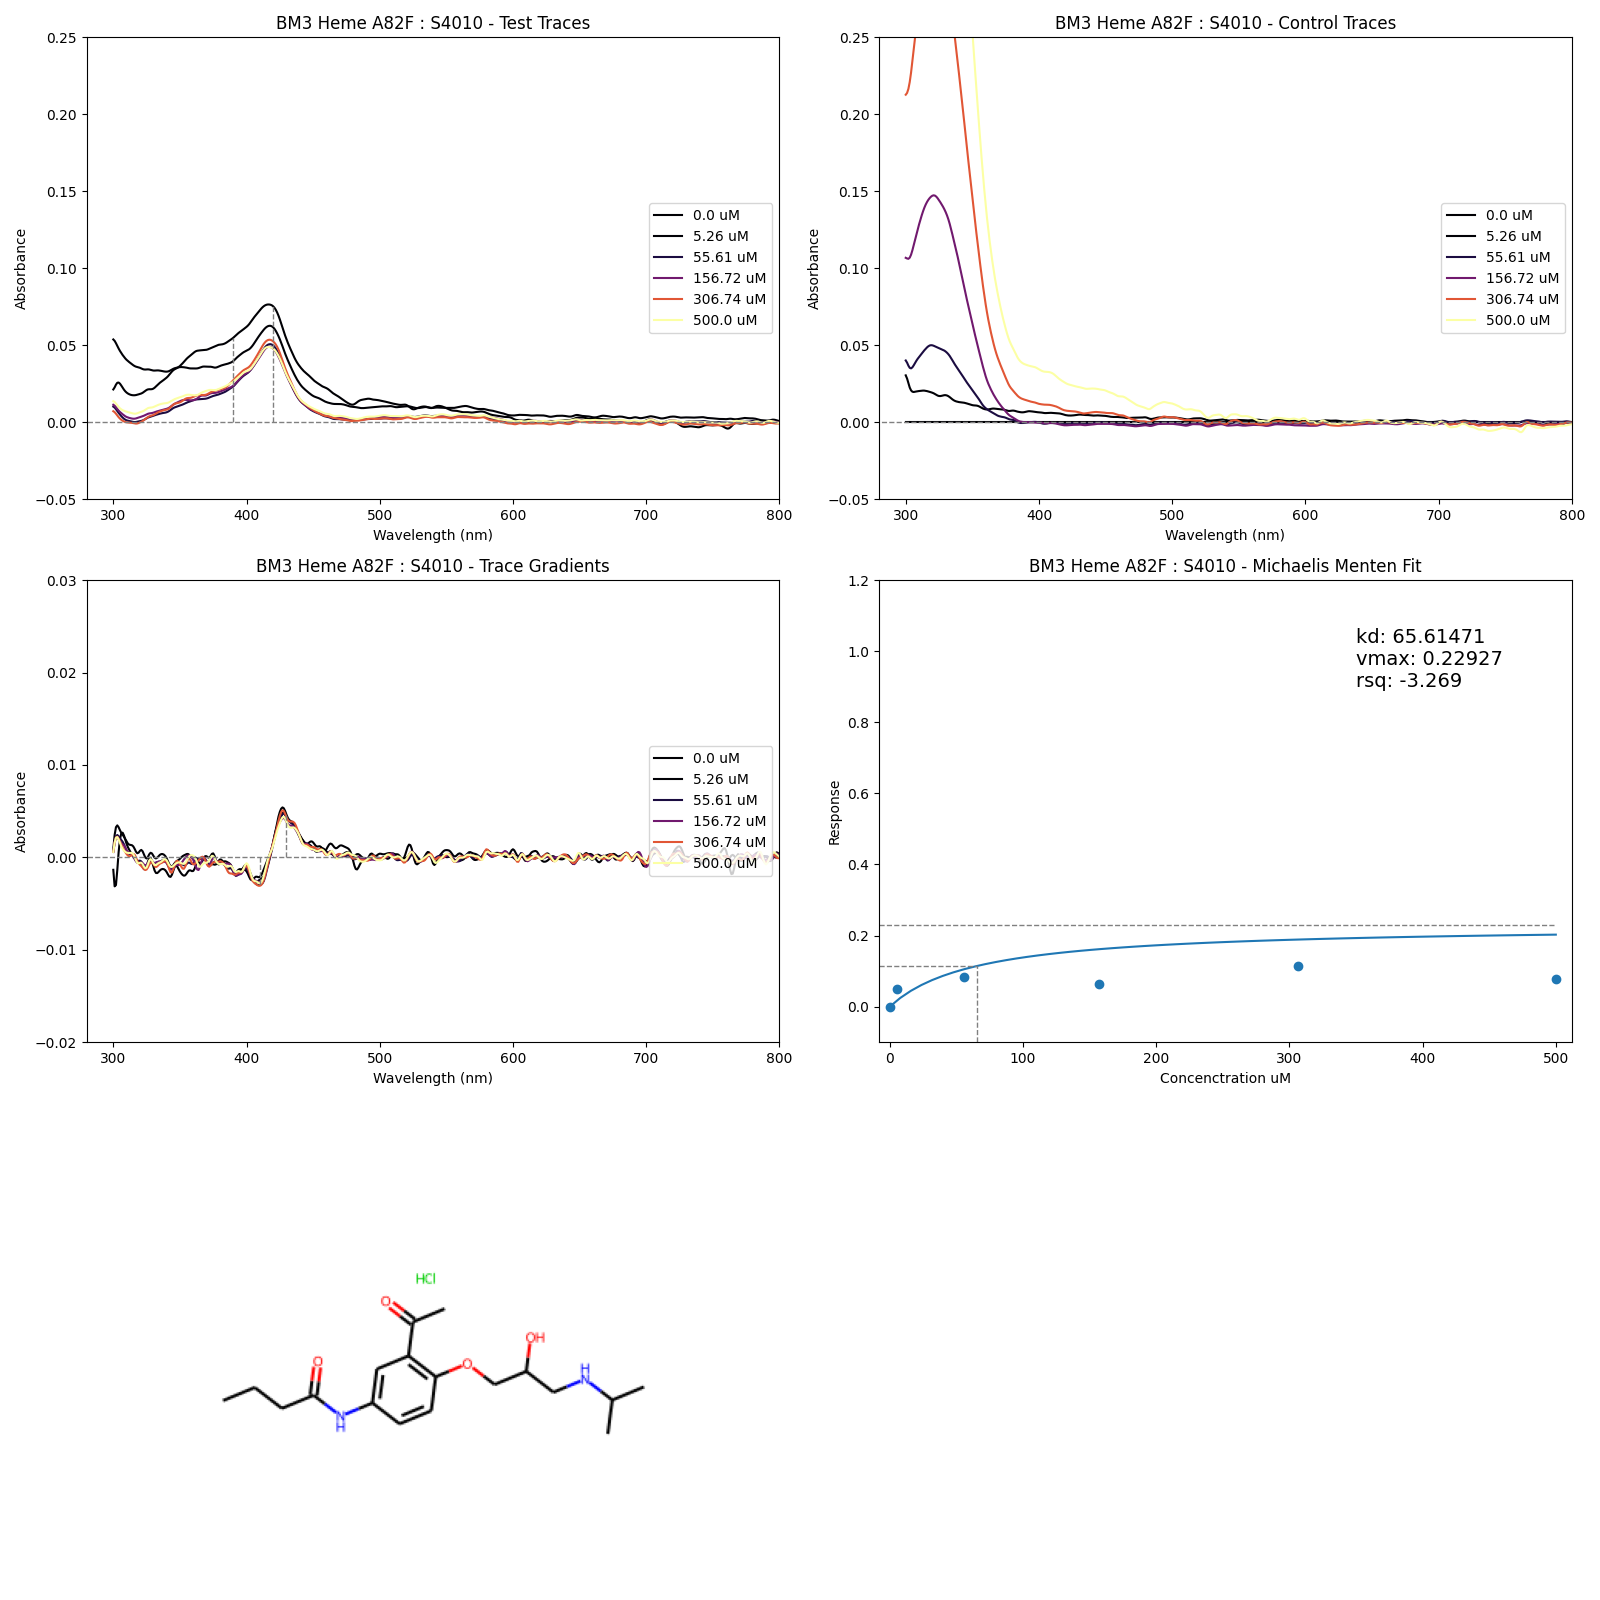 BM3 Heme A82F : S4010 - Test Traces
0.25
0.20
0.15
0.10
0.05
0.00
−0.05
Absorbance
300 400 500 600 700 800
Wavelength (nm)
0.0 uM
5.26 uM
55.61 uM
156.72 uM
306.74 uM
500.0 uM
BM3 Heme A82F : S4010 - Control Traces
0.25
0.20
0.15
0.10
0.05
0.00
−0.05
Absorbance
300 400 500 600 700 800
Wavelength (nm)
0.0 uM
5.26 uM
55.61 uM
156.72 uM
306.74 uM
500.0 uM
BM3 Heme A82F : S4010 - Trace Gradients
0.03
0.02
0.01
0.00
−0.01
−0.02
Absorbance
300 400 500 600 700 800
Wavelength (nm)
0.0 uM
5.26 uM
55.61 uM
156.72 uM
306.74 uM
500.0 uM
BM3 Heme A82F : S4010 - Michaelis Menten Fit
1.2
1.0
0.8
0.6
0.4
0.2
0.0
Response
kd: 65.61471
vmax: 0.22927
rsq: -3.269
0 100 200 300 400 500
Concenctration uM
HCl
O
OH
O
O
H
N
N
H